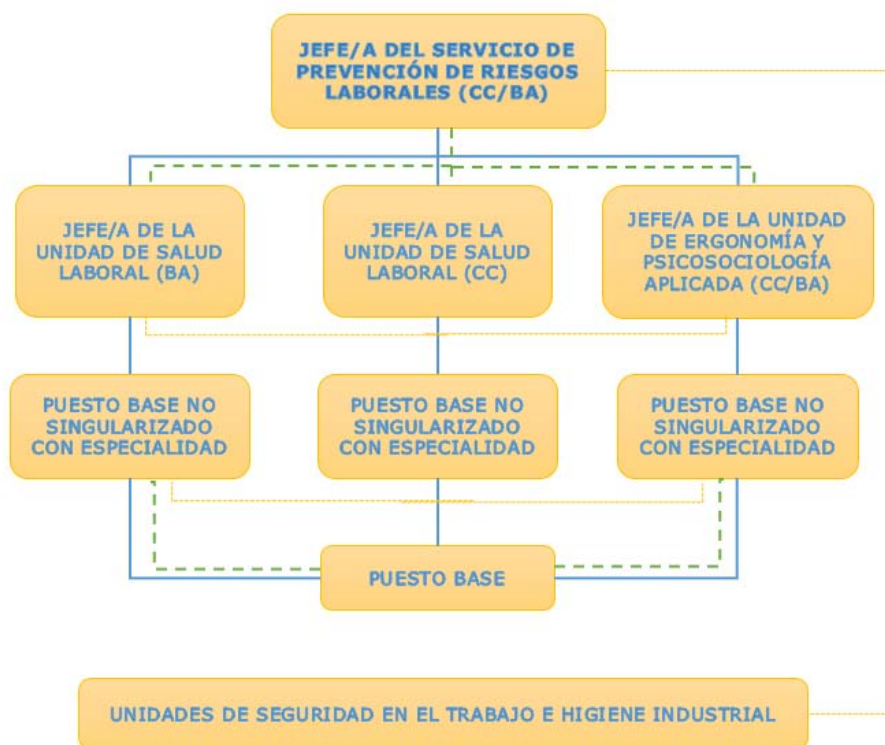 JEFE/A DEL SERVICIO DE
PREVENCIÓN DE RIESGOS
LABORALES (CC/BA)
JEFE/A DE LA
UNIDAD DE SALUD
LABORAL (BA)
JEFE/A DE LA
UNIDAD DE SALUD
LABORAL (CC)
JEFE/A DE LA UNIDAD
DE ERGONOMÍA Y
PSICOSOCIOLOGÍA
APLICADA (CC/BA)
PUESTO BASE NO
SINGULARIZADO
CON ESPECIALIDAD
PUESTO BASE NO
SINGULARIZADO
CON ESPECIALIDAD
PUESTO BASE NO
SINGULARIZADO
CON ESPECIALIDAD
PUESTO BASE
UNIDADES DE SEGURIDAD EN EL TRABAJO E HIGIENE INDUSTRIAL